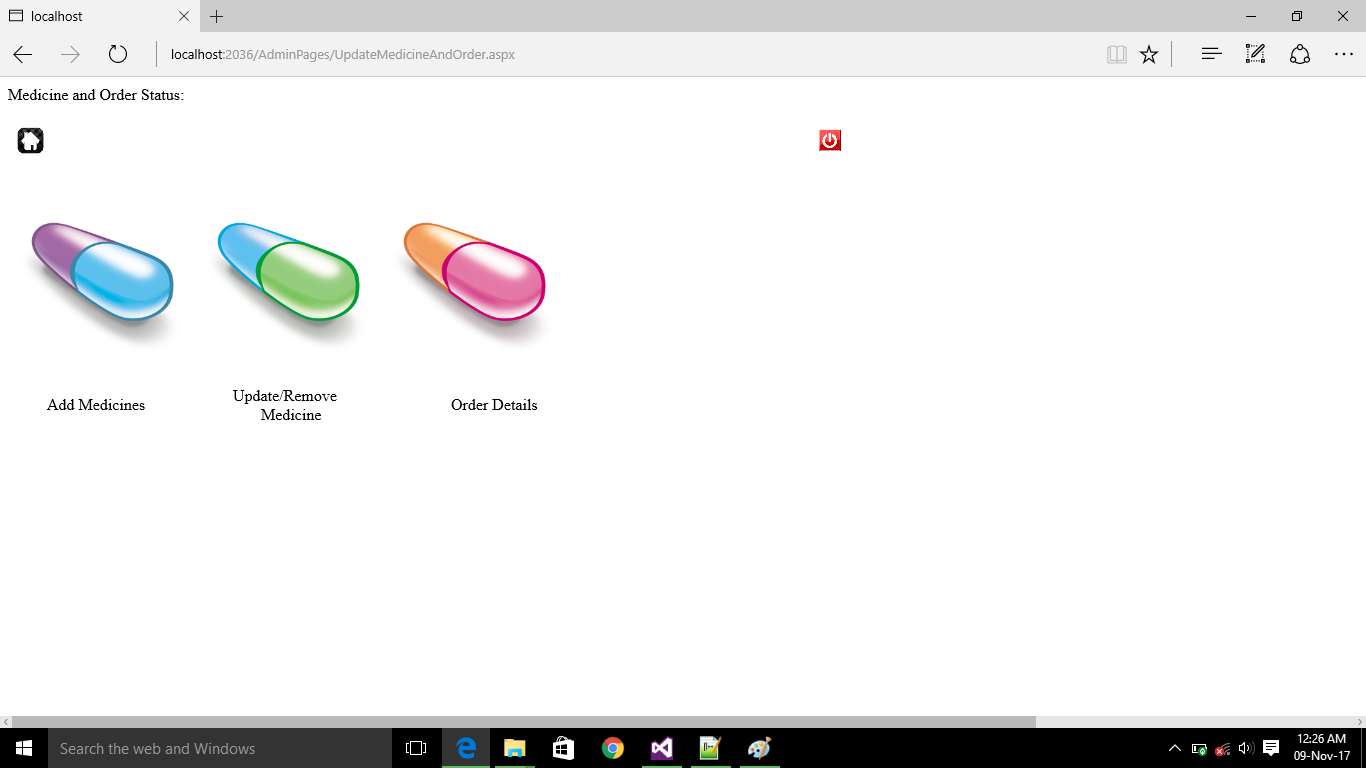 localhost
localhost:2036/AdminPages/UpdateMedicineAndOrder.aspx
Medicine and Order Status:
Add Medicines
Update/Remove
Medicine
Order Details
Search the web and Windows
12:26 AM
09-Nov-17